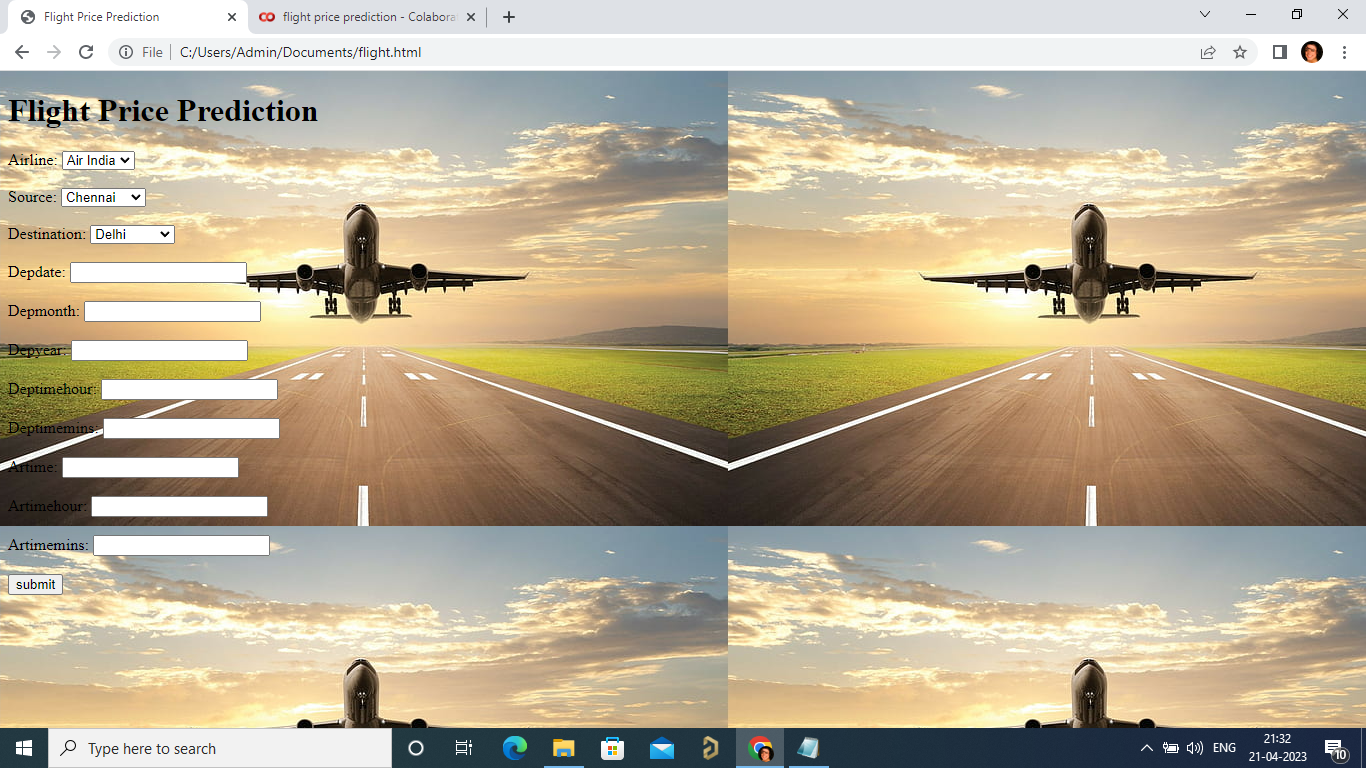 Flight Price Prediction
flight price prediction - Colabora
File
C:/Users/Admin/Documents/flight.html
Flight Price Prediction
Airline: Air India
Source: Chennai
Destination: Delhi
Depdate:
Depmonth:
Depyear:
Deptimehour:
Deptimemins:
Artime:
Artimehour:
Artimemins:
submit
Type here to search
ENG
21:32
21-04-2023
10